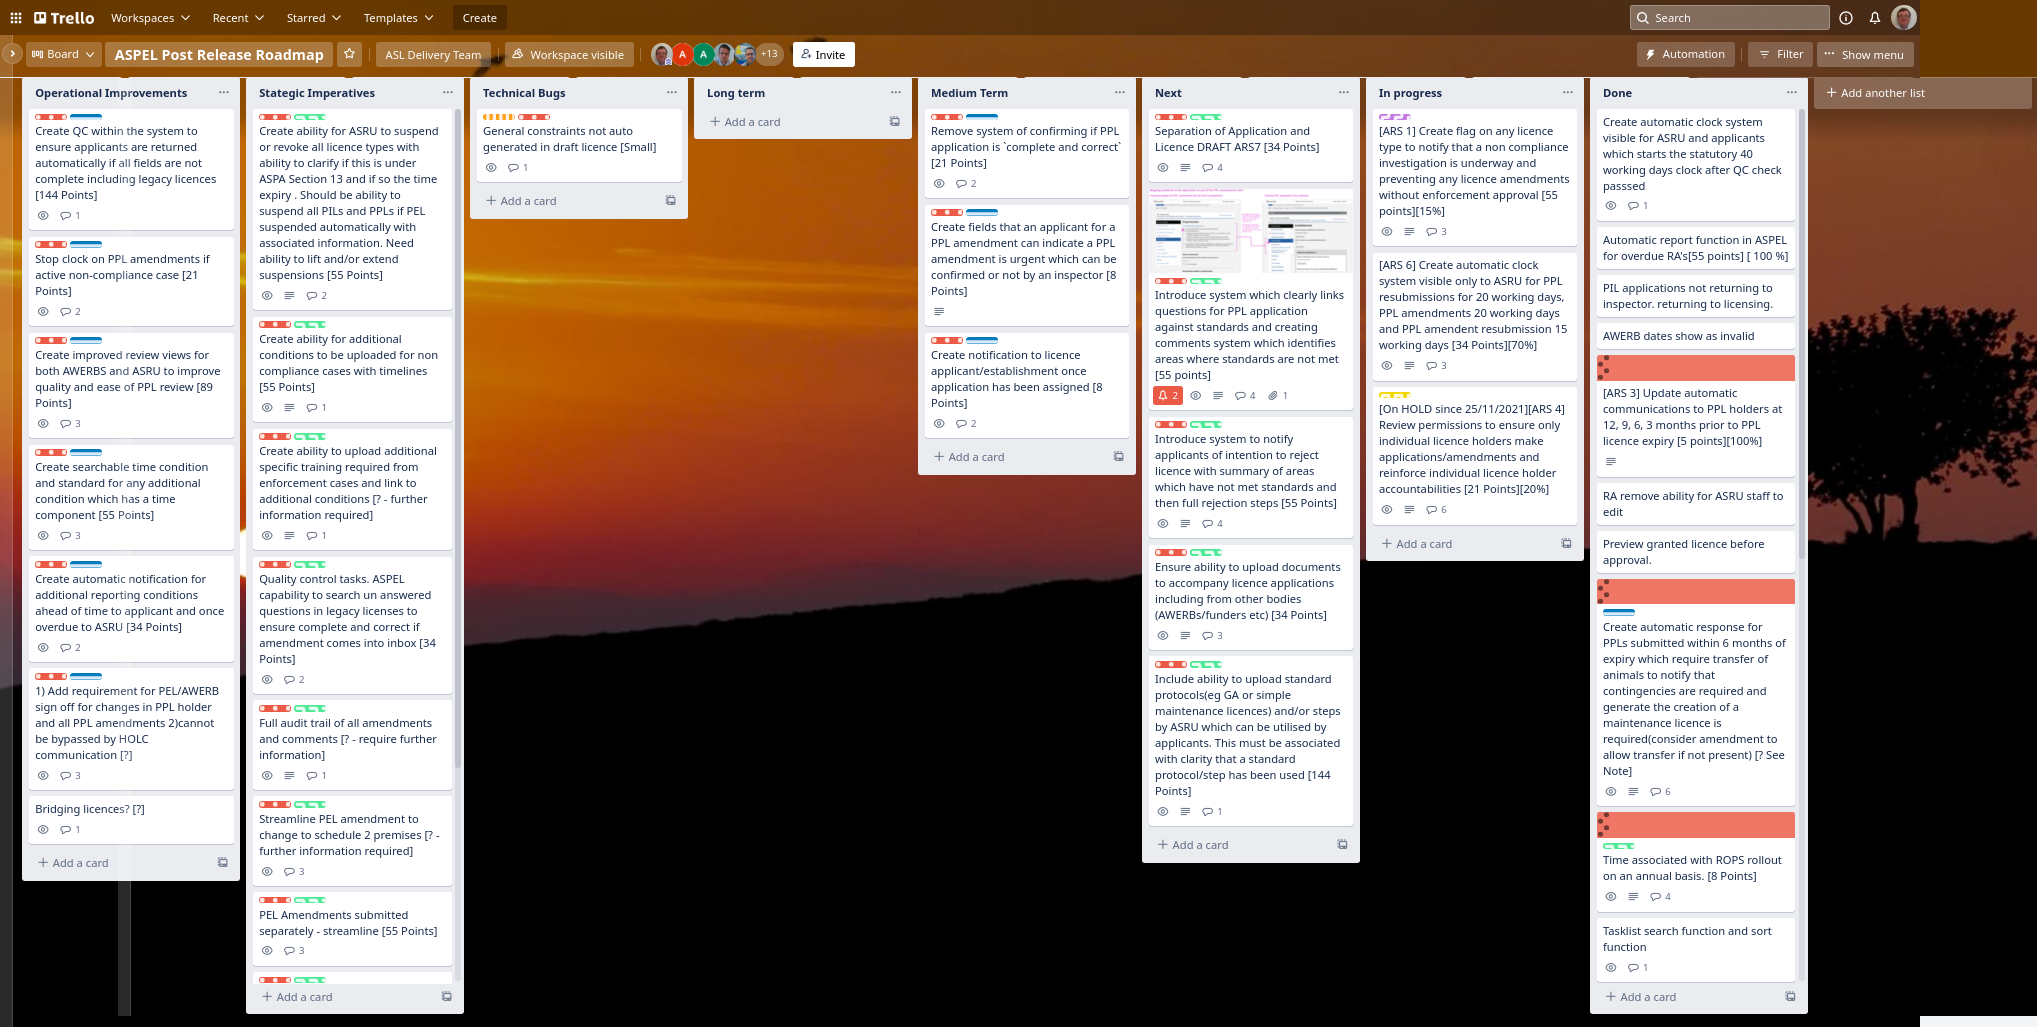 Trello
Workspaces
Recent
Starred
Templates
Create
Search
Board
ASPEL Post Release Roadmap
ASL Delivery Team
Workspace visible
A
A
+13
Invite
Automation
Filter
Show menu
Operational Improvements
Create QC within the system to
ensure applicants are returned
automatically if all fields are not
complete including legacy licences
[144 Points]
1
Stop clock on PPL amendments if
active non-compliance case [21
Points]
2
Create improved review views for
both AWERBS and ASRU to improve
quality and ease of PPL review [89
Points]
3
Create searchable time condition
and standard for any additional
condition which has a time
component [55 Points]
3
Create automatic notification for
additional reporting conditions
ahead of time to applicant and once
overdue to ASRU [34 Points]
2
1) Add requirement for PEL/AWERB
sign off for changes in PPL holder
and all PPL amendments 2)cannot
be bypassed by HOLC
communication [?]
3
Bridging licences? [?]
1
Add a card
Stategic Imperatives
Create ability for ASRU to suspend
or revoke all licence types with
ability to clarify if this is under
ASPA Section 13 and if so the time
expiry . Should be ability to
suspend all PILs and PPLs if PEL
suspended automatically with
associated information. Need
ability to lift and/or extend
suspensions [55 Points]
2
Create ability for additional
conditions to be uploaded for non
compliance cases with timelines
[55 Points]
1
Create ability to upload additional
specific training required from
enforcement cases and link to
additional conditions [? - further
information required]
1
Quality control tasks. ASPEL
capability to search un answered
questions in legacy licenses to
ensure complete and correct if
amendment comes into inbox [34
Points]
2
Full audit trail of all amendments
and comments [? - require further
information]
1
Streamline PEL amendment to
change to schedule 2 premises [? -
further information required]
3
PEL Amendments submitted
separately - streamline [55 Points]
3
Add a card
Technical Bugs
General constraints not auto
generated in draft licence [Small]
1
Add a card
Long term
Add a card
Medium Term
Remove system of confirming if PPL
application is `complete and correct`
[21 Points]
2
Create fields that an applicant for a
PPL amendment can indicate a PPL
amendment is urgent which can be
confirmed or not by an inspector [8
Points]
Create notification to licence
applicant/establishment once
application has been assigned [8
Points]
2
Add a card
Next
Separation of Application and
Licence DRAFT ARS7 [34 Points]
4
Introduce system which clearly links
questions for PPL application
against standards and creating
comments system which identifies
areas where standards are not met
[55 points]
2
4
1
Introduce system to notify
applicants of intention to reject
licence with summary of areas
which have not met standards and
then full rejection steps [55 Points]
4
Ensure ability to upload documents
to accompany licence applications
including from other bodies
(AWERBs/funders etc) [34 Points]
3
Include ability to upload standard
protocols(eg GA or simple
maintenance licences) and/or steps
by ASRU which can be utilised by
applicants. This must be associated
with clarity that a standard
protocol/step has been used [144
Points]
1
Add a card
In progress
[ARS 1] Create flag on any licence
type to notify that a non compliance
investigation is underway and
preventing any licence amendments
without enforcement approval [55
points][15%]
3
[ARS 6] Create automatic clock
system visible only to ASRU for PPL
resubmissions for 20 working days,
PPL amendments 20 working days
and PPL amendent resubmission 15
working days [34 Points][70%]
3
[On HOLD since 25/11/2021][ARS 4]
Review permissions to ensure only
individual licence holders make
applications/amendments and
reinforce individual licence holder
accountabilities [21 Points][20%]
6
Add a card
Done
Create automatic clock system
visible for ASRU and applicants
which starts the statutory 40
working days clock after QC check
passsed
1
Automatic report function in ASPEL
for overdue RA's[55 points] [ 100 %]
PIL applications not returning to
inspector. returning to licensing.
AWERB dates show as invalid
[ARS 3] Update automatic
communications to PPL holders at
12, 9, 6, 3 months prior to PPL
licence expiry [5 points][100%]
RA remove ability for ASRU staff to
edit
Preview granted licence before
approval.
Create automatic response for
PPLs submitted within 6 months of
expiry which require transfer of
animals to notify that
contingencies are required and
generate the creation of a
maintenance licence is
required(consider amendment to
allow transfer if not present) [? See
Note]
6
Time associated with ROPS rollout
on an annual basis. [8 Points]
4
Tasklist search function and sort
function
1
Add a card
Add another list